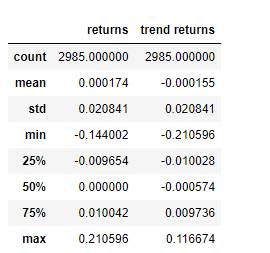 returns trend returns
count 2985.000000 2985.000000
mean 0.000174 -0.000155
std 0.020841 0.020841
min -0.144002 -0.210596
25% -0.009654 -0.010028
50% 0.000000 -0.000574
75% 0.010042 0.009736
max 0.210596 0.116674